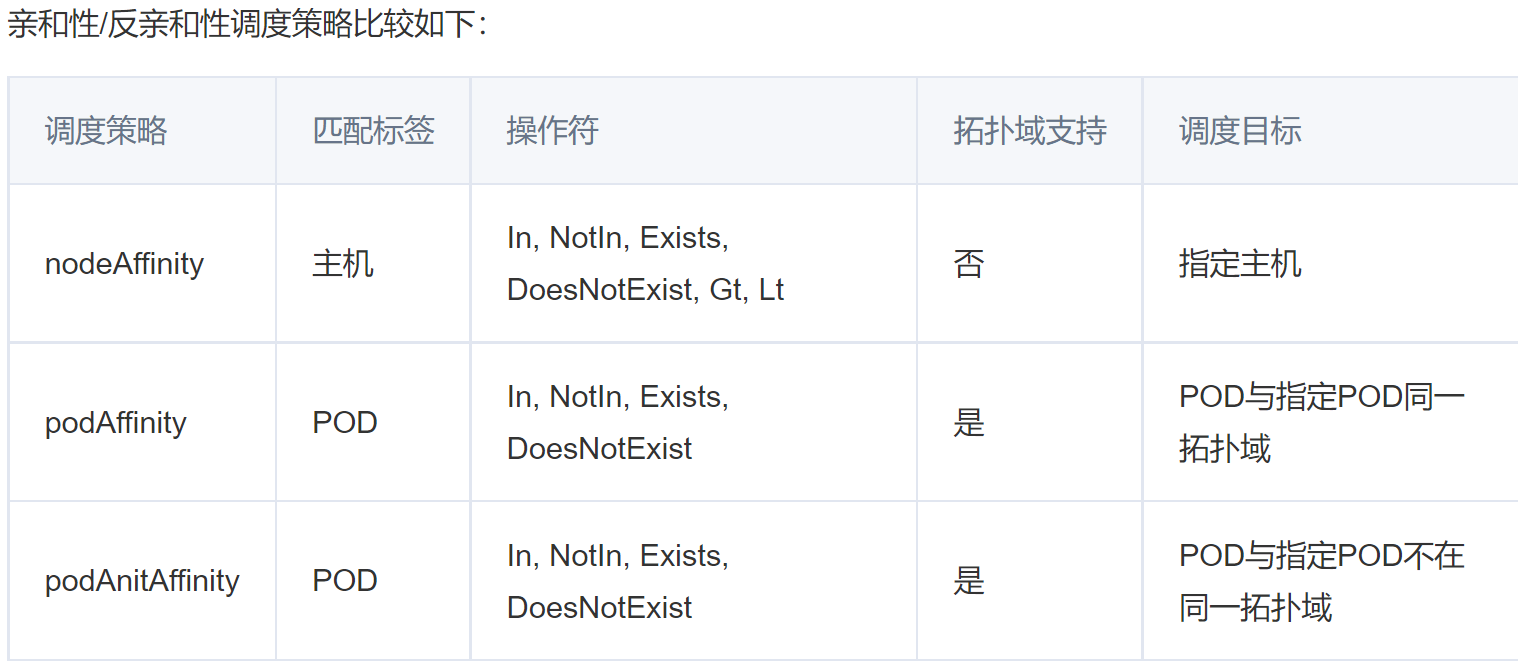 亲和性/反亲和性调度策略比较如下：
调度策略 匹配标签 操作符 拓扑域支持 调度目标
nodeAffinity 主机 In, NotIn, Exists,
DoesNotExist, Gt, Lt 否 指定主机
podAffinity POD In, NotIn, Exists,
DoesNotExist 是 POD与指定POD同一
拓扑域
podAnitAffinity POD In, NotIn, Exists,
DoesNotExist 是 POD与指定POD不在
同一拓扑域